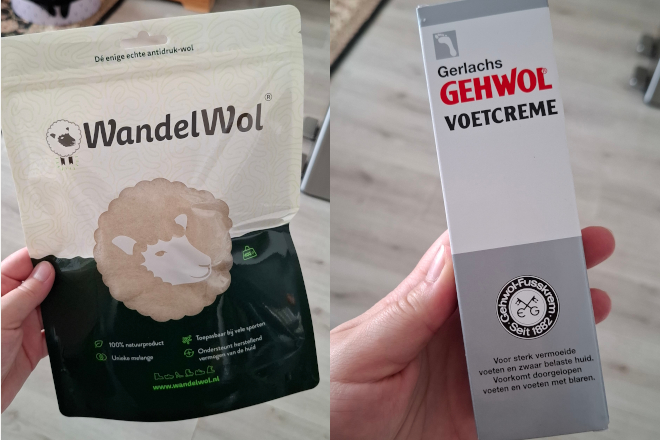 Dé enige echte antidruk-wol
WandelWol®
100% natuurproduct
Unieke melange
Toepasbaar bij vele sporten
Ondersteunt herstellend
vermogen van de huid
www.wandelwol.nl
Gerlachs
GEHWOL®
VOETCREME
Gehwol-Fusskrem
E G
Seit 1882
Voor sterk vermoeide
voeten en zwaar belaste huid.
Voorkomt doorgelopen
voeten en voeten met blaren.